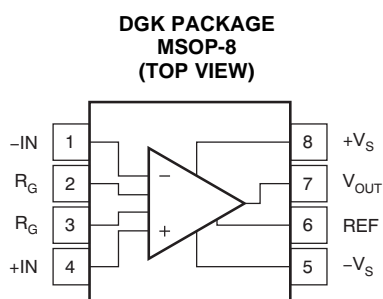 DGK PACKAGE
MSOP-8
(TOP VIEW)
–IN 1 8 +VS
RG 2 7 VOUT
RG 3 6 REF
+IN 4 5 –VS
− +